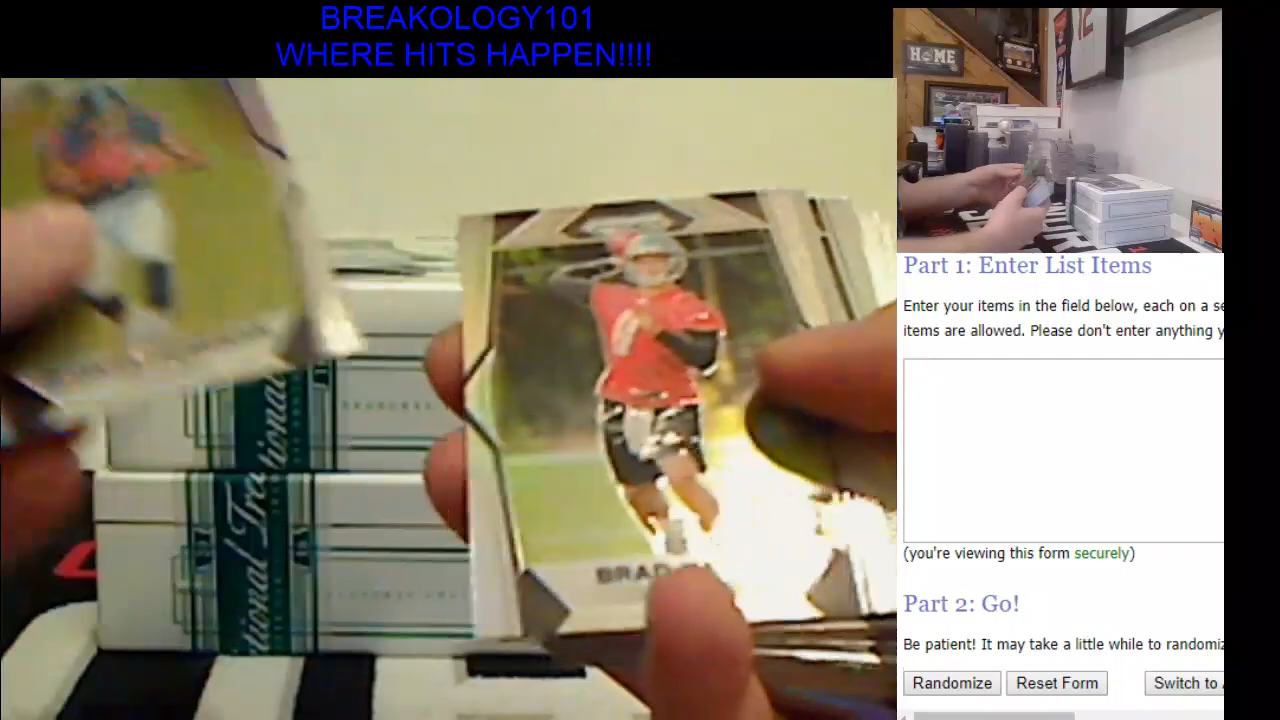 BREAKOLOGY101
WHERE HITS HAPPEN!!!!
HOME
12
Part 1: Enter List Items
Enter your items in the field below, each on a se
items are allowed. Please don't enter anything y
(you're viewing this form securely)
Part 2: Go!
Be patient! It may take a little while to randomiz
Randomize
Reset Form
Switch to
BRAD